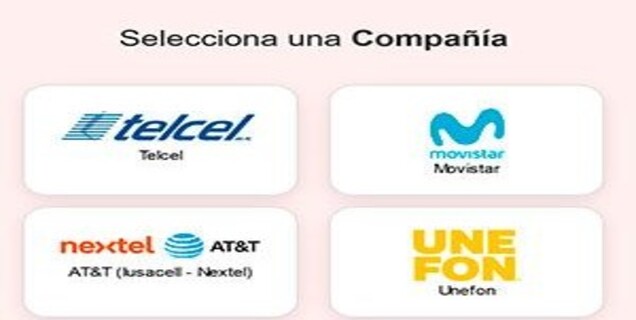 Selecciona una Compañía
telcel
Telcel
movistar
Movistar
nextel AT&T
AT&T (Iusacell - Nextel)
UNE
FON
Unefon